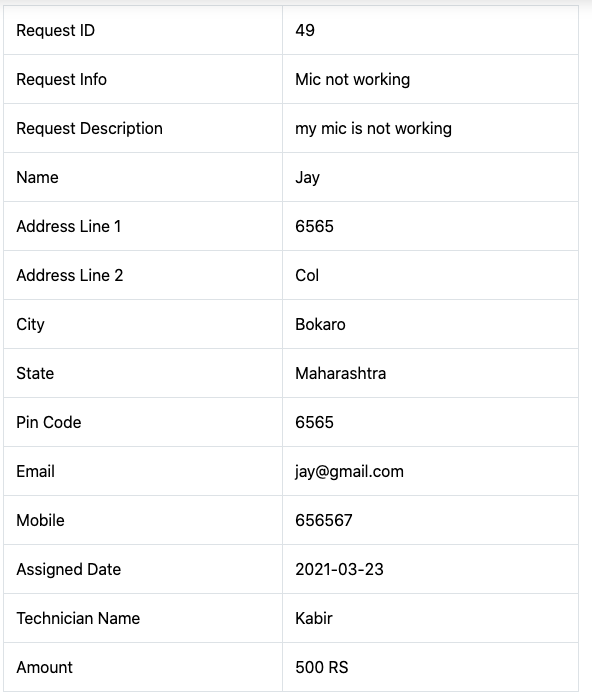 Request ID 49
Request Info Mic not working
Request Description my mic is not working
Name Jay
Address Line 1 6565
Address Line 2 Col
City Bokaro
State Maharashtra
Pin Code 6565
Email jay@gmail.com
Mobile 656567
Assigned Date 2021-03-23
Technician Name Kabir
Amount 500 RS